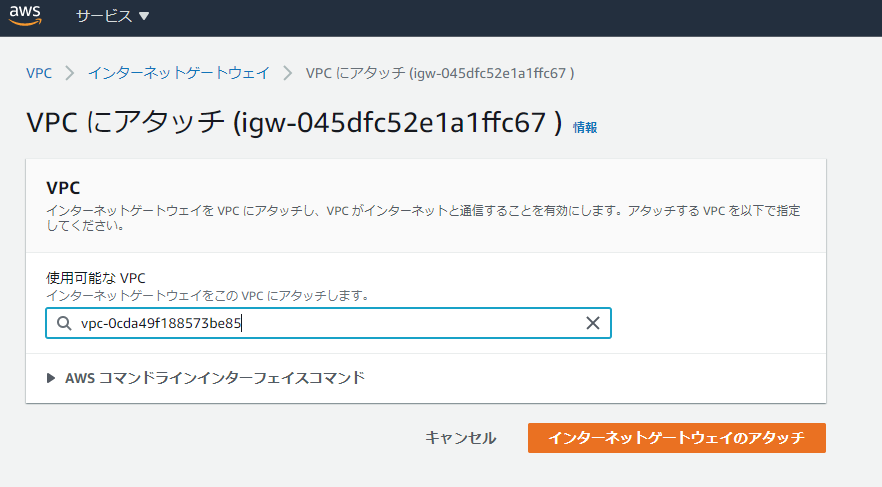 aws サービス
VPC インターネットゲートウェイ VPC にアタッチ (igw-045dfc52e1a1ffc67 )
VPC にアタッチ (igw-045dfc52e1a1ffc67 ) 情報
VPC
インターネットゲートウェイを VPC にアタッチし、VPC がインターネットと通信することを有効にします。アタッチする VPC を以下で指定
してください。
使用可能な VPC
インターネットゲートウェイをこの VPC にアタッチします。
vpc-0cda49f188573be85
AWS コマンドラインインターフェイスコマンド
キャンセル インターネットゲートウェイのアタッチ